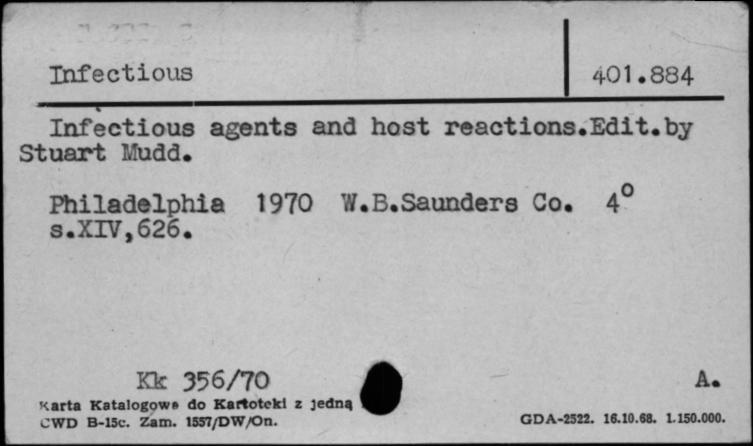 Infectious
401.884
Infectious agents and host reactions.Edit.by
Stuart Mudd.
Philadelphia 1970 W.B.Saunders Co. 4°
s.XIV,626.
Kk 356/70
A.
Karta Katalogowa do Kartoteki z jedną
CWD B-15c. Zam. 1557/DW/On.
GDA-2522. 16.10.68. 1.150.000.